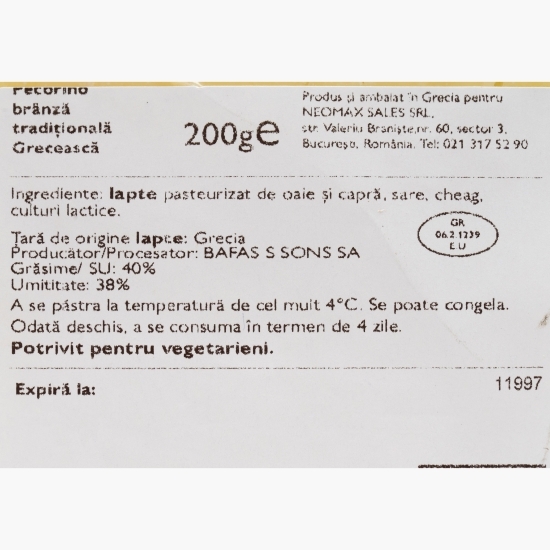 Pecorino
brânză
tradițională
Grecească
200g℮
Produs și ambalat în Grecia pentru
NEOMAX SALES SRL,
str. Valeriu Braniște,nr. 60, sector 3,
București, România. Tel: 021 317 52 90
Ingrediente: lapte pasteurizat de oaie și capră, sare, cheag,
culturi lactice.
Țară de origine lapte: Grecia
Producător/Procesator: BAFAS S SONS SA
Grăsime/ SU: 40%
Umititate: 38%
GR
06.2.1239
EU
A se păstra la temperatură de cel mult 4°C. Se poate congela.
Odată deschis, a se consuma în termen de 4 zile.
Potrivit pentru vegetarieni.
Expiră la:
11997